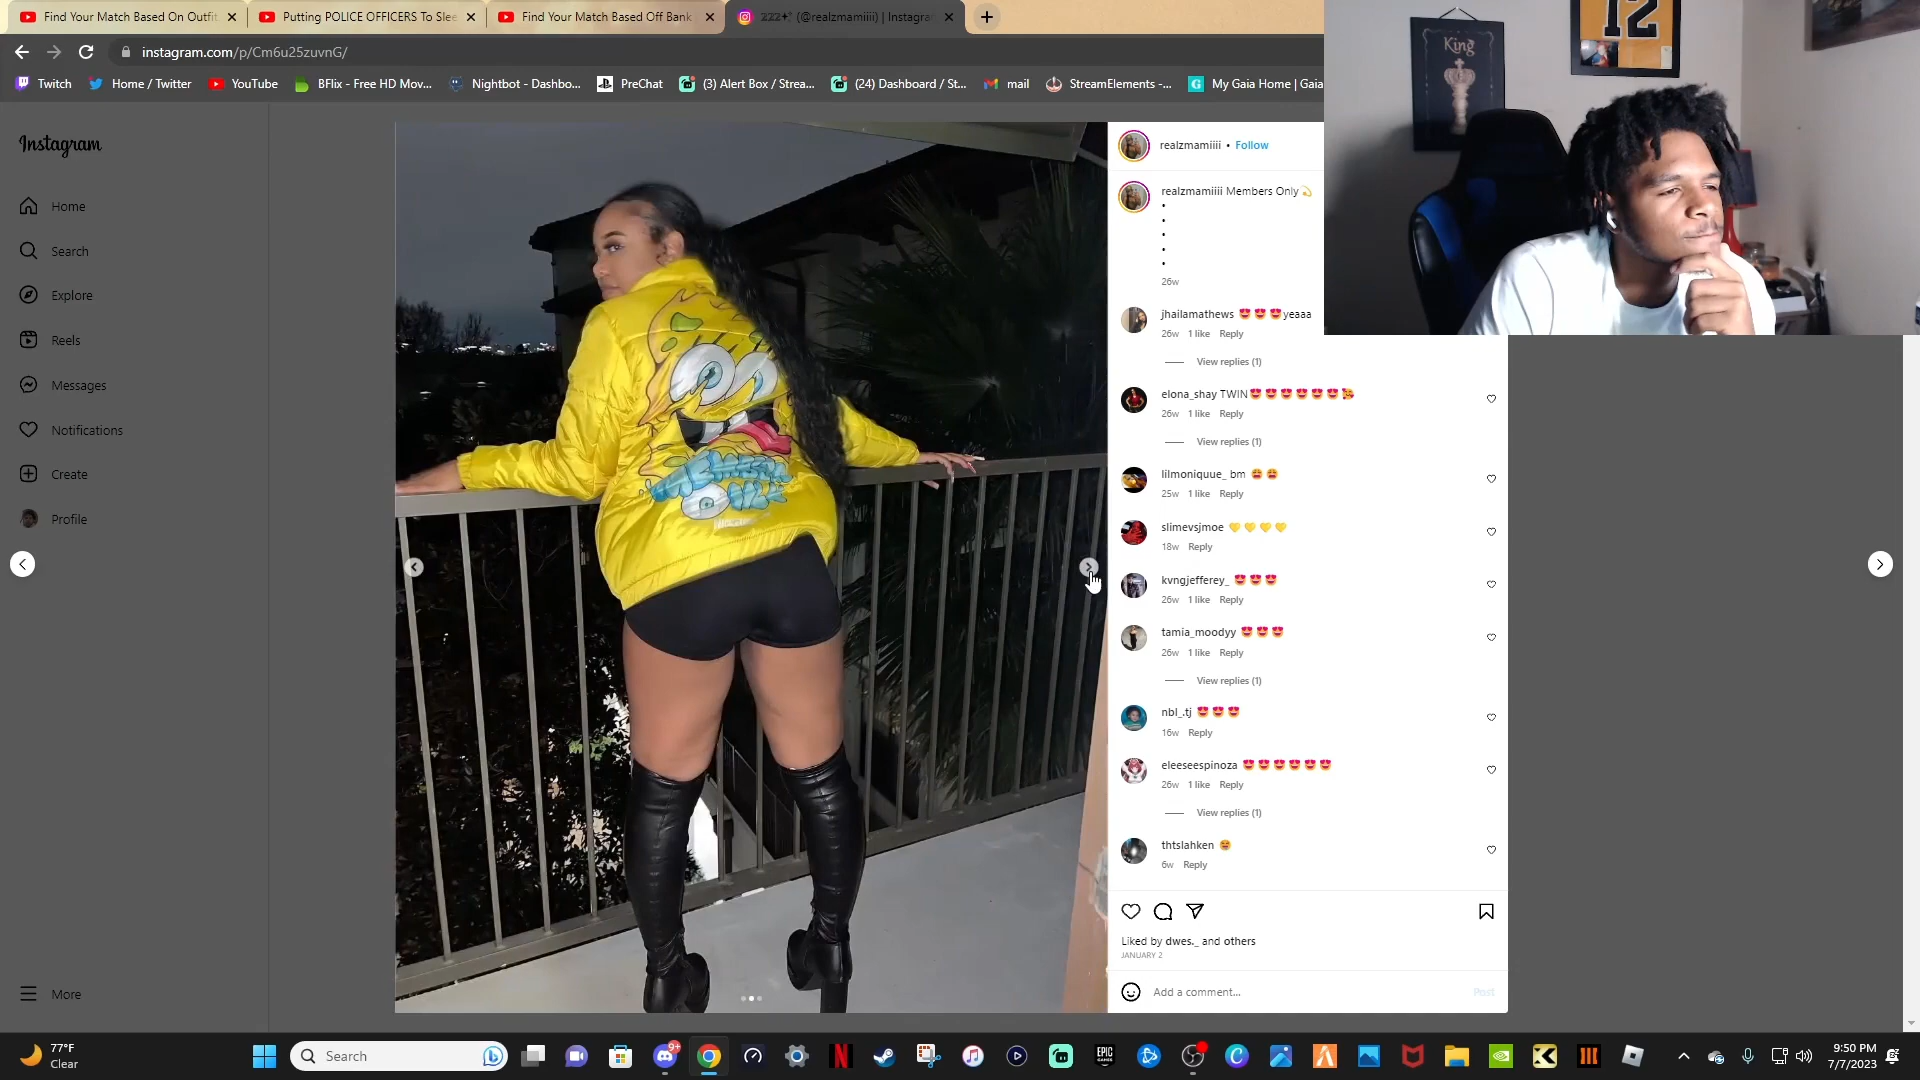 Find Your Match Based On Outfit
Putting POLICE OFFICERS To Slee
Find Your Match Based Off Bank
(@realzmamiiii) | Instagra
instagram.com/p/Cm6u25zuvnG/
Twitch
Home / Twitter
YouTube
BFlix - Free HD Mov...
Nightbot - Dashbo...
PreChat
(3) Alert Box / Strea...
(24) Dashboard / St...
mail
StreamElements -...
My Gaia Home | Gaia
King
12
Instagram
Home
Search
Explore
Reels
Messages
Notifications
Create
Profile
More
realzmamiiii • Follow
realzmamiiii Members Only 💫
•
•
•
•
•
26w
jhailamathews 😍😍😍yeaaa
26w 1 like Reply
View replies (1)
elona_shay TWIN😍😍😍😍😍😍🥰
26w 1 like Reply
View replies (1)
lilmoniquue_ bm 🤩🤩
25w 1 like Reply
slimevsjmoe 💛💛💛💛
18w Reply
kvngjefferey_ 😍😍😍
26w 1 like Reply
tamia_moodyy 😍😍😍
26w 1 like Reply
View replies (1)
nbl_.tj 😍😍😍
16w Reply
eleeseespinoza 😍😍😍😍😍😍
26w 1 like Reply
View replies (1)
thtslahken 😍
6w Reply
Liked by dwes._ and others
JANUARY 2
Add a comment...
Post
77°F
Clear
Search
9+
EPIC
GAMES
9:50 PM
7/7/2023